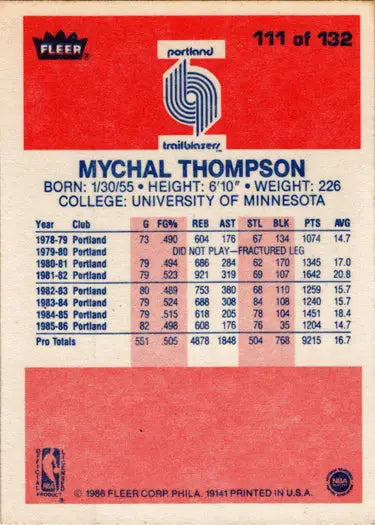 FLEER
111 of 132
portland
trailblazers
MYCHAL THOMPSON
BORN: 1/30/55 • HEIGHT: 6'10" • WEIGHT: 226
COLLEGE: UNIVERSITY OF MINNESOTA
Year Club G FG% REB AST STL BLK PTS AVG
1978-79 Portland 73 .490 604 176 67 134 1074 14.7
1979-80 Portland DID NOT PLAY—FRACTURED LEG
1980-81 Portland 79 .494 686 284 62 170 1345 17.0
1981-82 Portland 79 .523 921 319 69 107 1642 20.8
1982-83 Portland 80 .489 753 380 68 110 1259 15.7
1983-84 Portland 79 .524 688 308 84 108 1240 15.7
1984-85 Portland 79 .515 618 205 78 104 1451 18.4
1985-86 Portland 82 .498 608 176 76 35 1204 14.7
Pro Totals 551 .505 4878 1848 504 768 9215 16.7
OFFICIAL LICENSED
NBA
PRODUCT
© 1986 FLEER CORP. PHILA. 19141 PRINTED IN U.S.A.
NBA